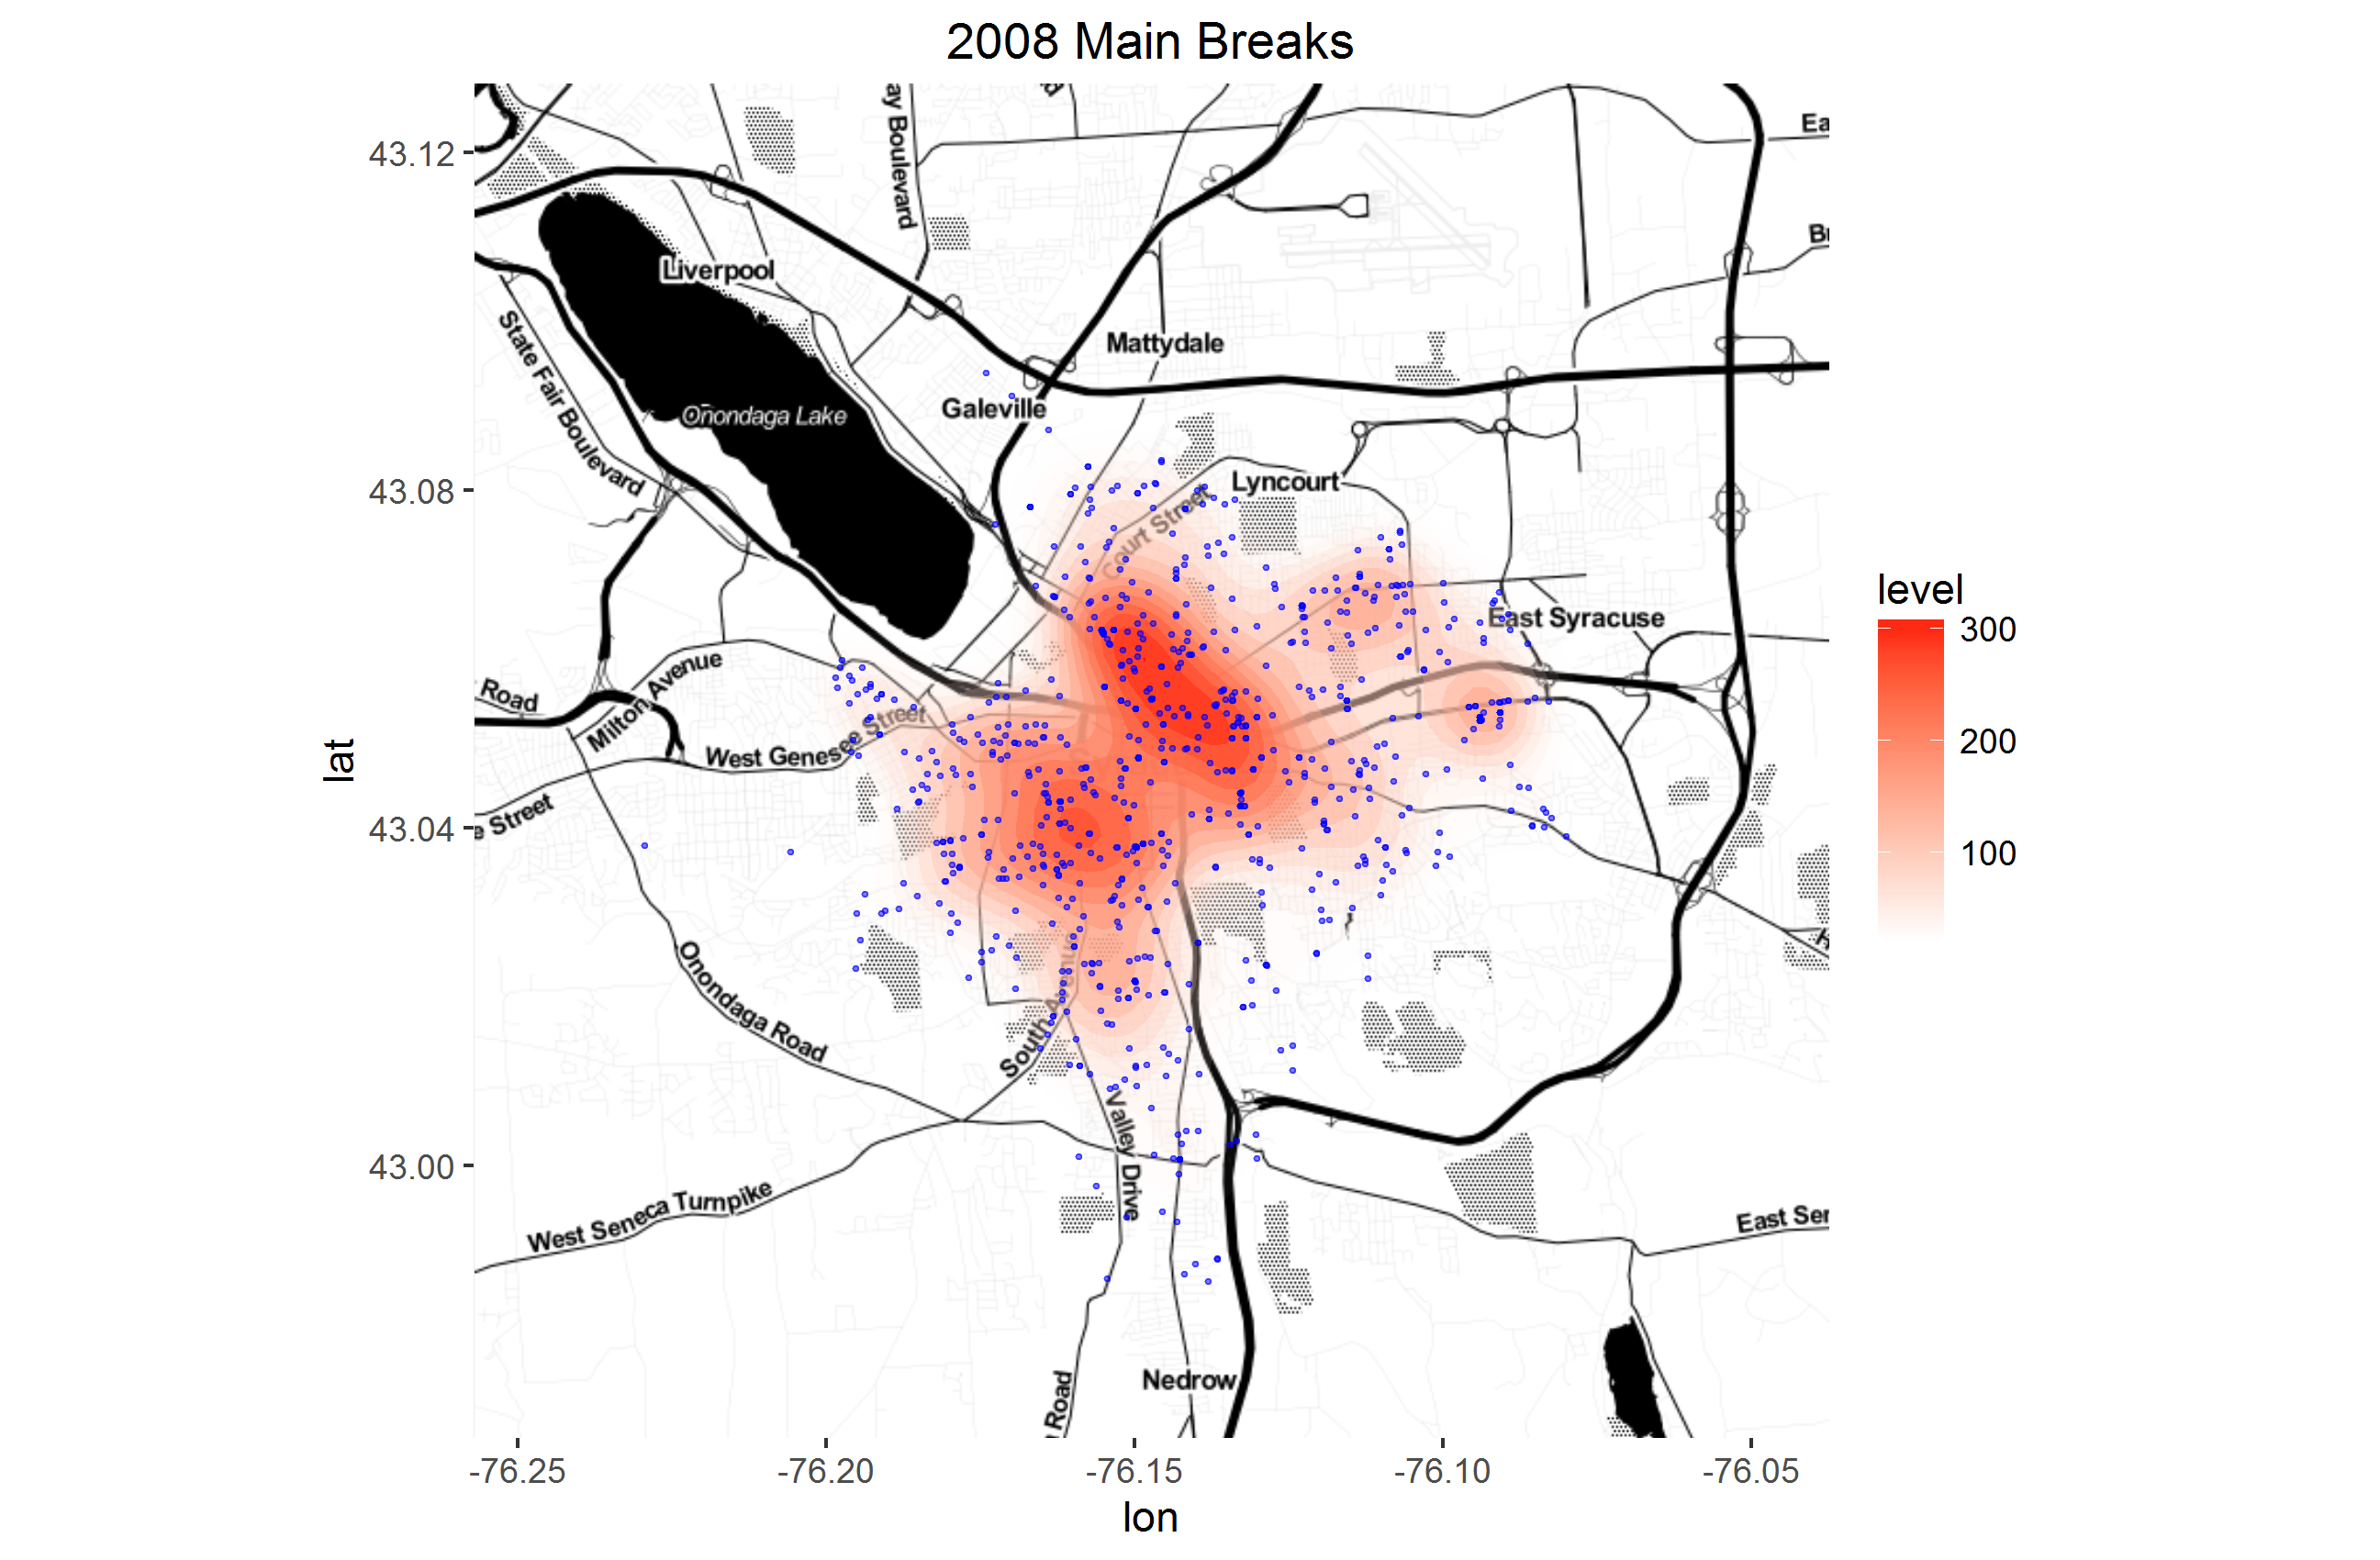 2008 Main Breaks
43.12
43.08
43.04
43.00
lat
-76.25
-76.20
-76.15
-76.10
-76.05
lon
level
300
200
100
ay Boulevard
Ea
Liverpool
State Fair Boulevard
Onondaga Lake
Mattydale
Galeville
Lyncourt
Court Street
East Syracuse
Road
Milton Avenue
West Genesee Street
e Street
Onondaga Road
South Avenue
Valley Drive
West Seneca Turnpike
East Ser
Nedrow
Road